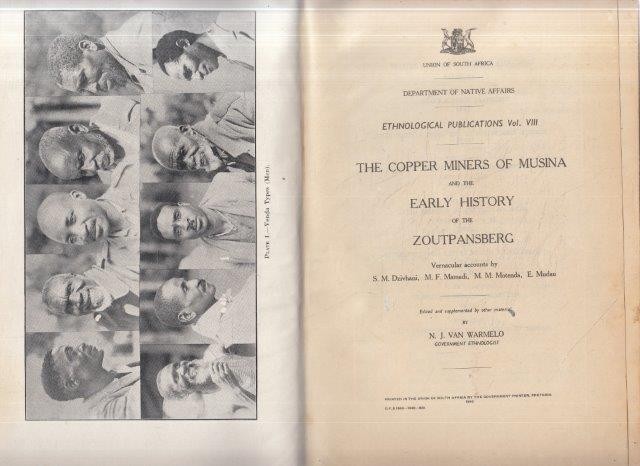 PLATE 1.—Venda Types (Men).
UNION OF SOUTH AFRICA
DEPARTMENT OF NATIVE AFFAIRS
ETHNOLOGICAL PUBLICATIONS Vol. VIII
THE COPPER MINERS OF MUSINA
AND THE
EARLY HISTORY
OF THE
ZOUTPANSBERG
Vernacular accounts by
S. M. Dzivhani, M. F. Mamadi, M. M. Motenda, E. Mudau
Edited and supplemented by other material
BY
N. J. VAN WARMELO
GOVERNMENT ETHNOLOGIST
PRINTED IN THE UNION OF SOUTH AFRICA BY THE GOVERNMENT PRINTER, PRETORIA
1940